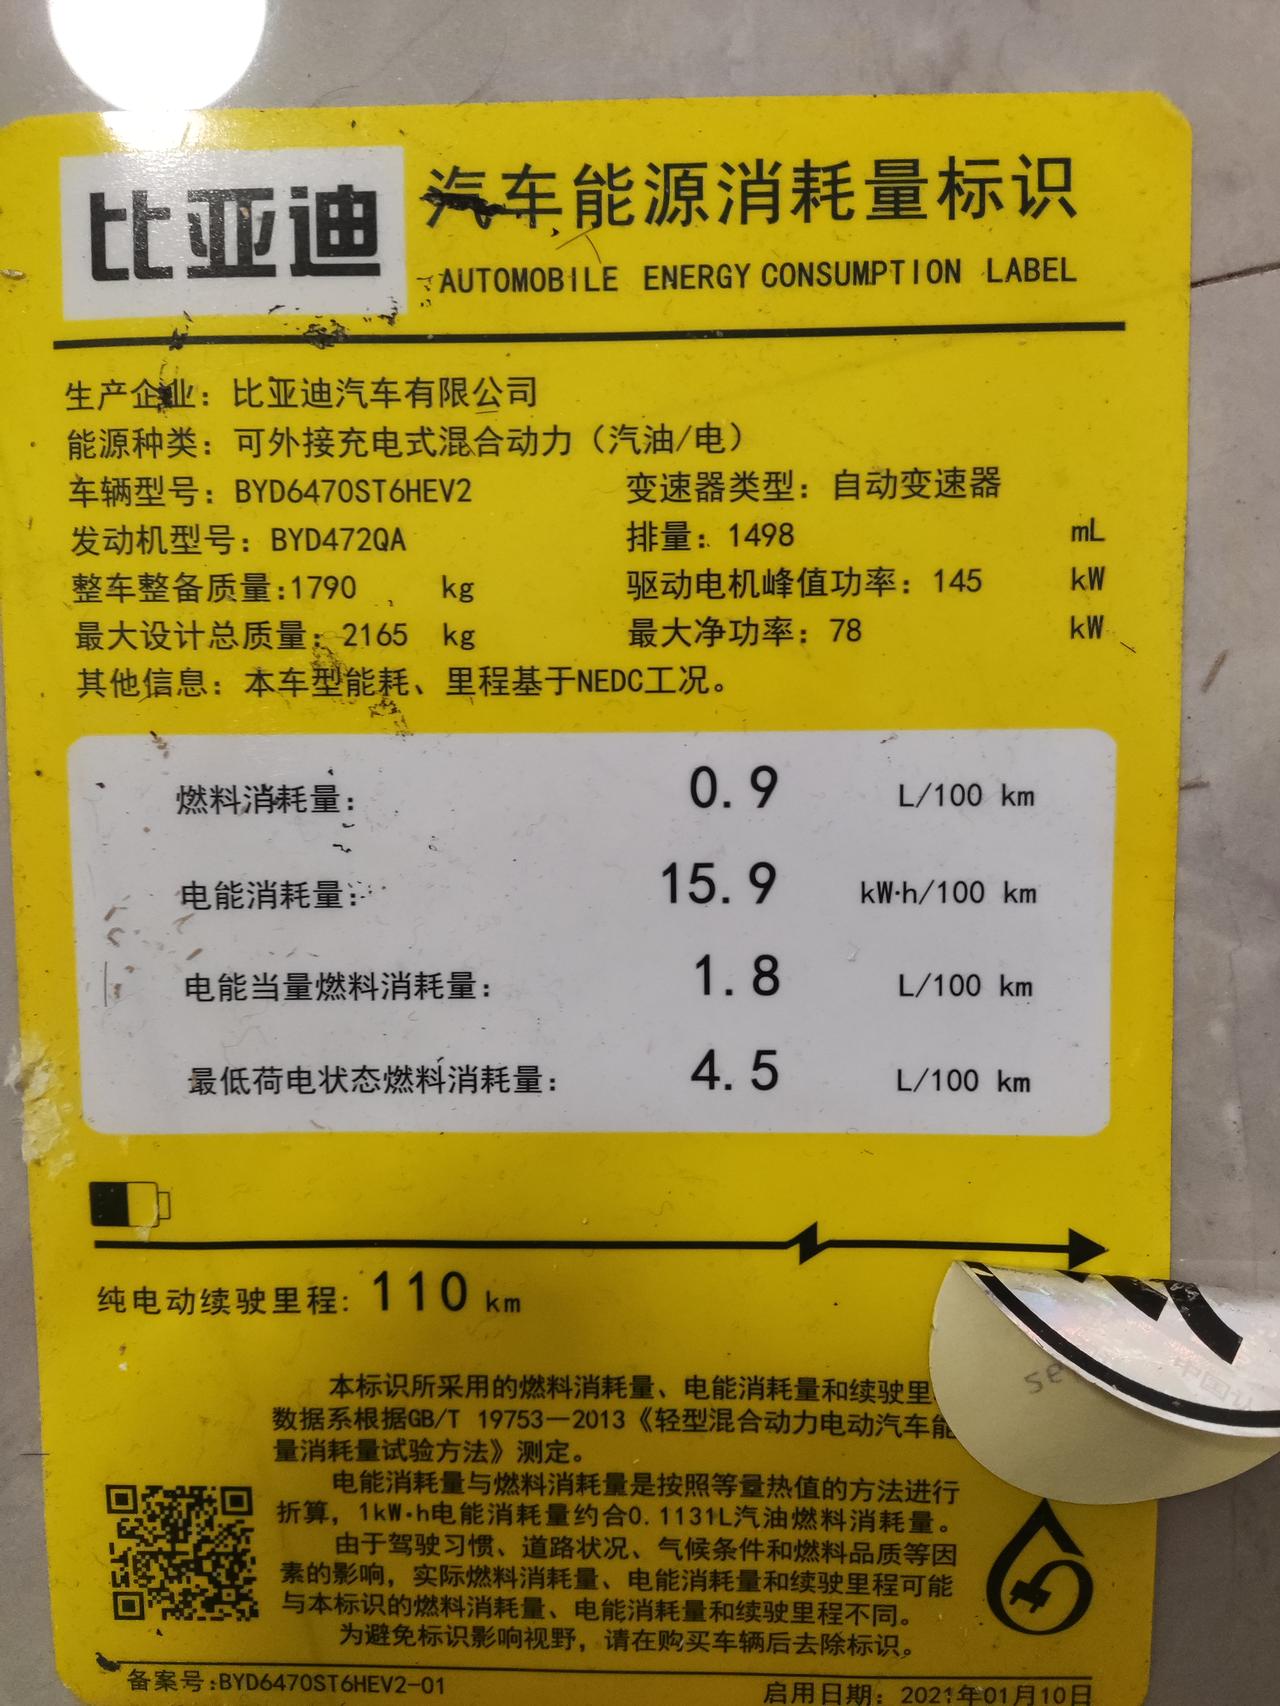 比亚迪
汽车能源消耗量标识
AUTOMOBILE ENERGY CONSUMPTION LABEL
生产企业：比亚迪汽车有限公司
能源种类：可外接充电式混合动力（汽油/电）
车辆型号：BYD6470ST6HEV2 变速器类型：自动变速器
发动机型号：BYD472QA 排量：1498 mL
整车整备质量:1790 kg 驱动电机峰值功率：145 kW
最大设计总质量：2165 kg 最大净功率：78 kW
其他信息：本车型能耗、里程基于NEDC工况。
燃料消耗量： 0.9 L/100 km
电能消耗量： 15.9 kW·h/100 km
电能当量燃料消耗量： 1.8 L/100 km
最低荷电状态燃料消耗量： 4.5 L/100 km
纯电动续驶里程：110 km
本标识所采用的燃料消耗量、电能消耗量和续驶里
数据系根据GB/T 19753—2013《轻型混合动力电动汽车能
量消耗量试验方法》测定。
电能消耗量与燃料消耗量是按照等量热值的方法进行
折算，1kW·h电能消耗量约合0.1131L汽油燃料消耗量。
由于驾驶习惯、道路状况、气候条件和燃料品质等因
素的影响，实际燃料消耗量、电能消耗量和续驶里程可能
与本标识的燃料消耗量、电能消耗量和续驶里程不同。
为避免标识影响视野，请在购买车辆后去除标识。
备案号:BYD6470ST6HEV2-01
启用日期：2021年01月10日